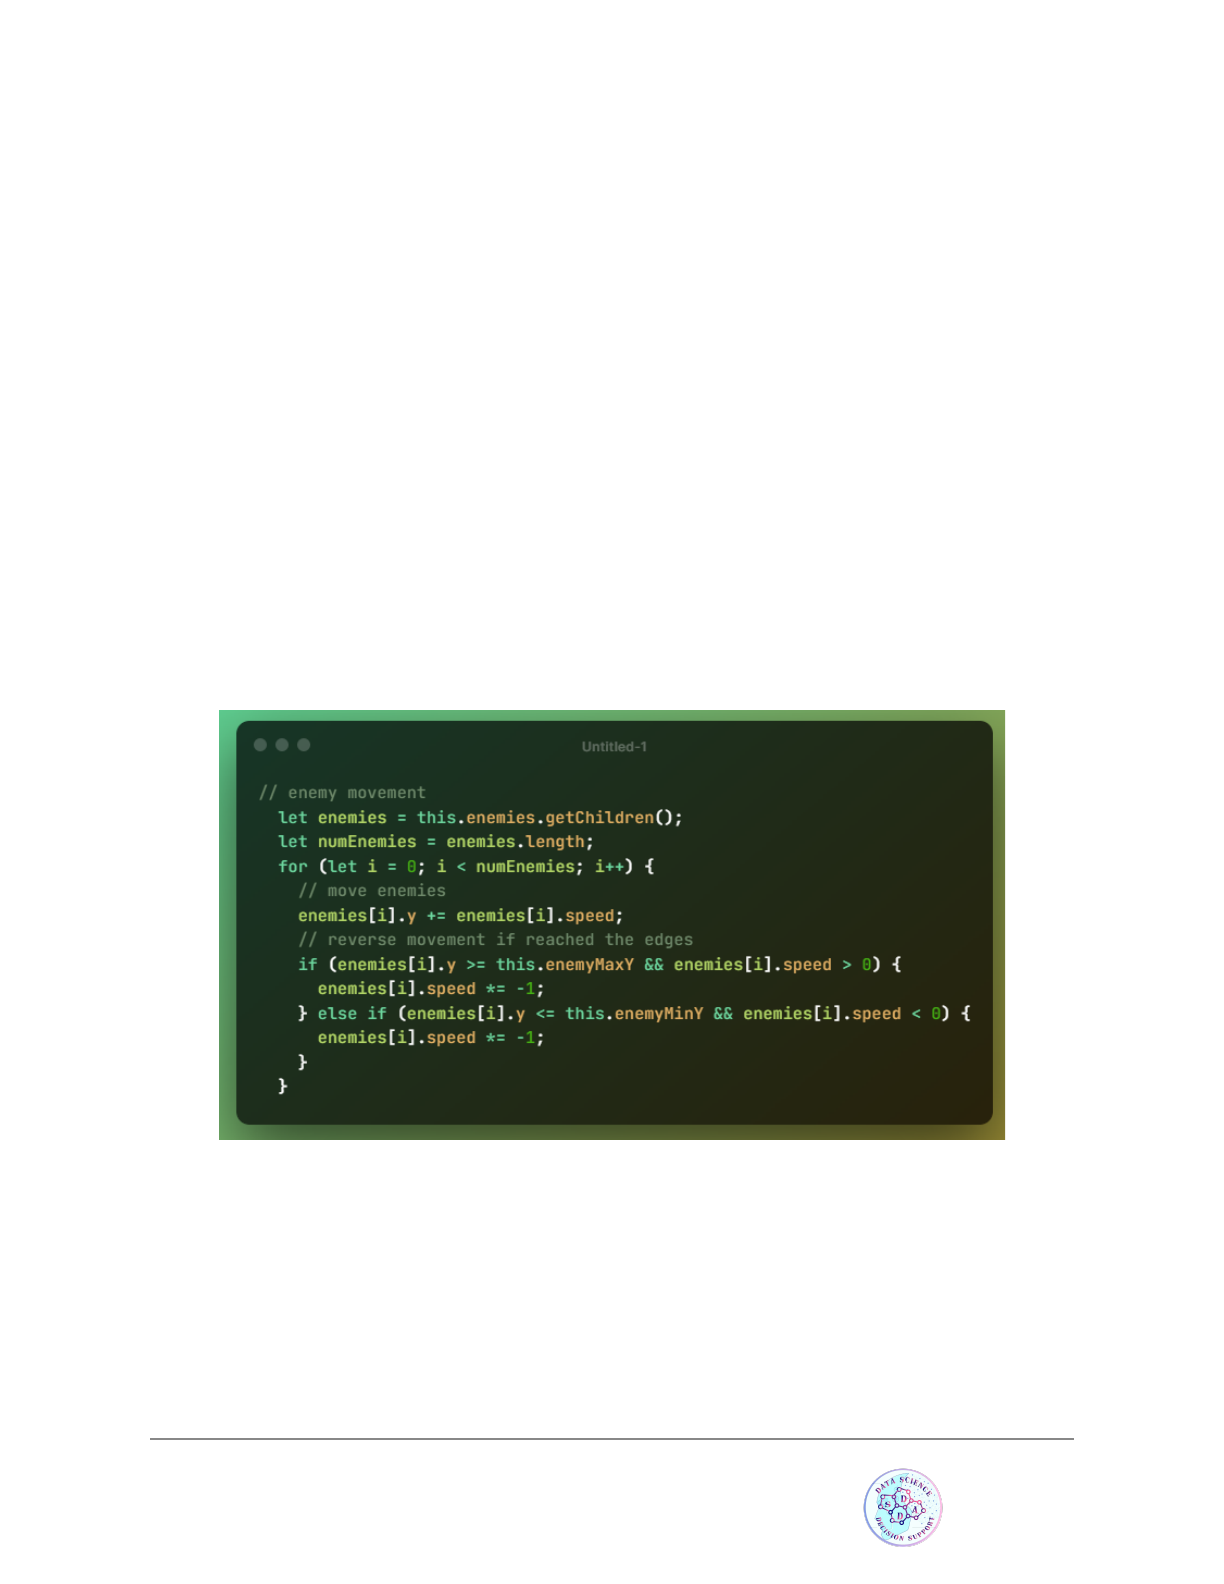 Untitled-1
// enemy movement
  let enemies = this.enemies.getChildren();
  let numEnemies = enemies.length;
  for (let i = 0; i < numEnemies; i++) {
    // move enemies
    enemies[i].y += enemies[i].speed;
    // reverse movement if reached the edges
    if (enemies[i].y >= this.enemyMaxY && enemies[i].speed > 0) {
      enemies[i].speed *= -1;
    } else if (enemies[i].y <= this.enemyMinY && enemies[i].speed < 0) {
      enemies[i].speed *= -1;
    }
  }
DATA SCIENCE
S D D A
DECISION SUPPORT